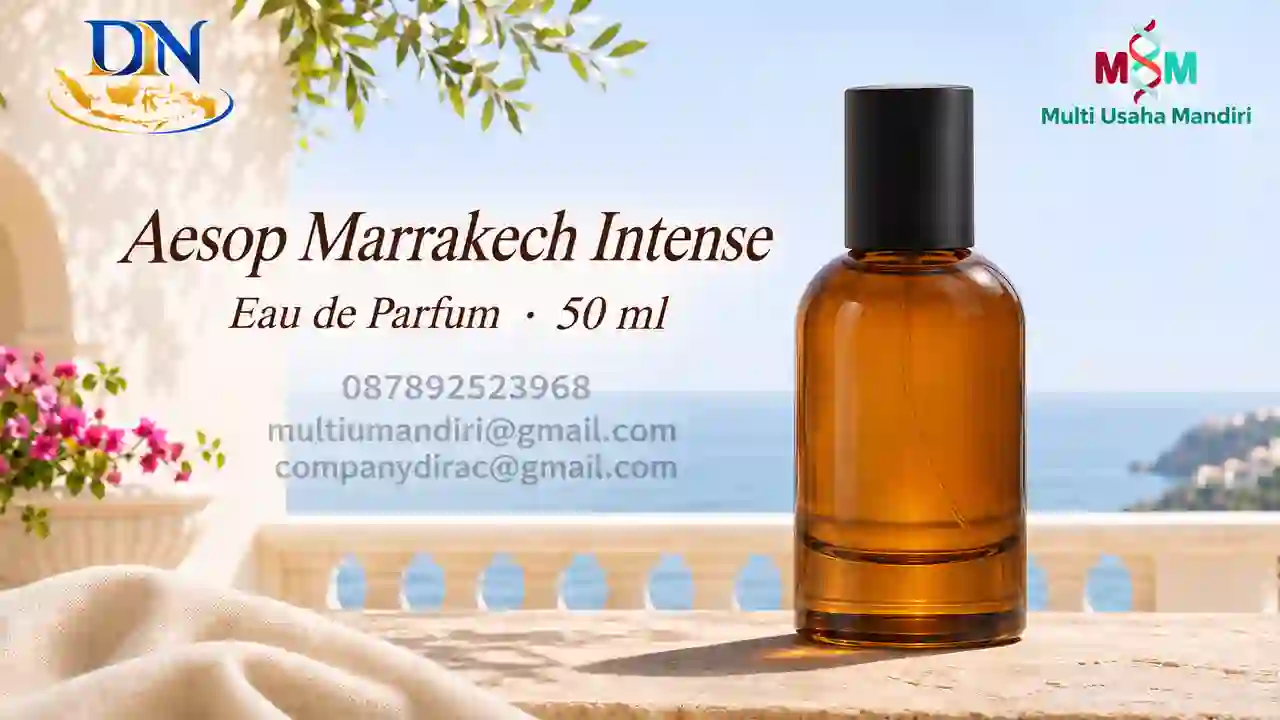 DN
MSM
Multi Usaha Mandiri
Aesop Marrakech Intense
Eau de Parfum · 50 ml
087892523968
multiumandiri@gmail.com
companydirac@gmail.com